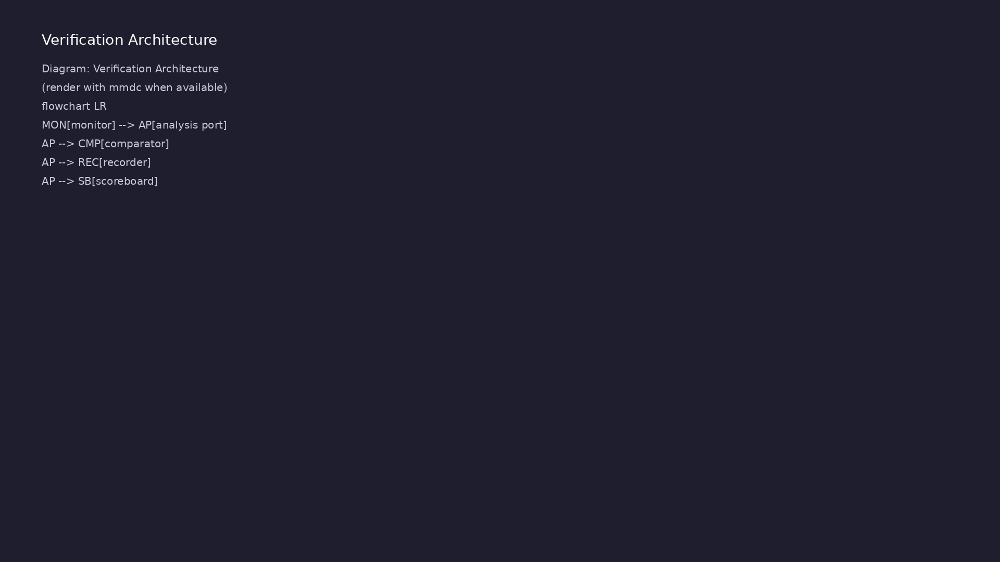 Verification Architecture
Diagram: Verification Architecture
(render with mmdc when available)
flowchart LR
MON[monitor] --> AP[analysis port]
AP --> CMP[comparator]
AP --> REC[recorder]
AP --> SB[scoreboard]